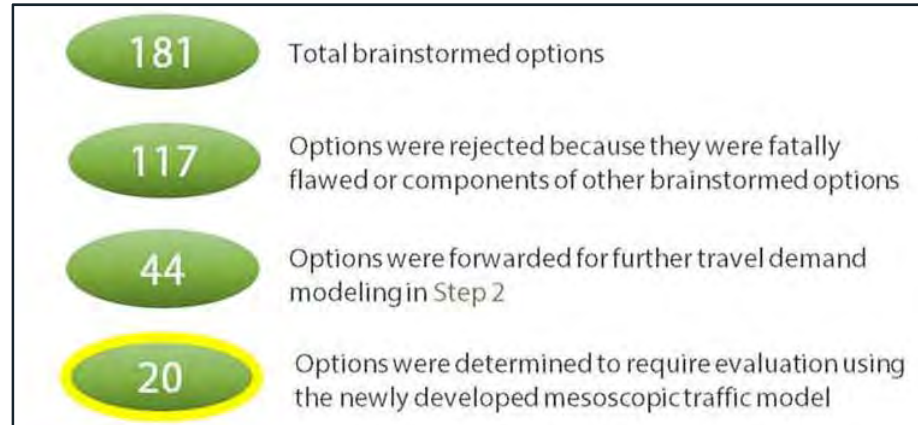 181
Total brainstormed options
117
Options were rejected because they were fatally
flawed or components of other brainstormed options
44
Options were forwarded for further travel demand
modeling in Step 2
20
Options were determined to require evaluation using
the newly developed mesoscopic traffic model